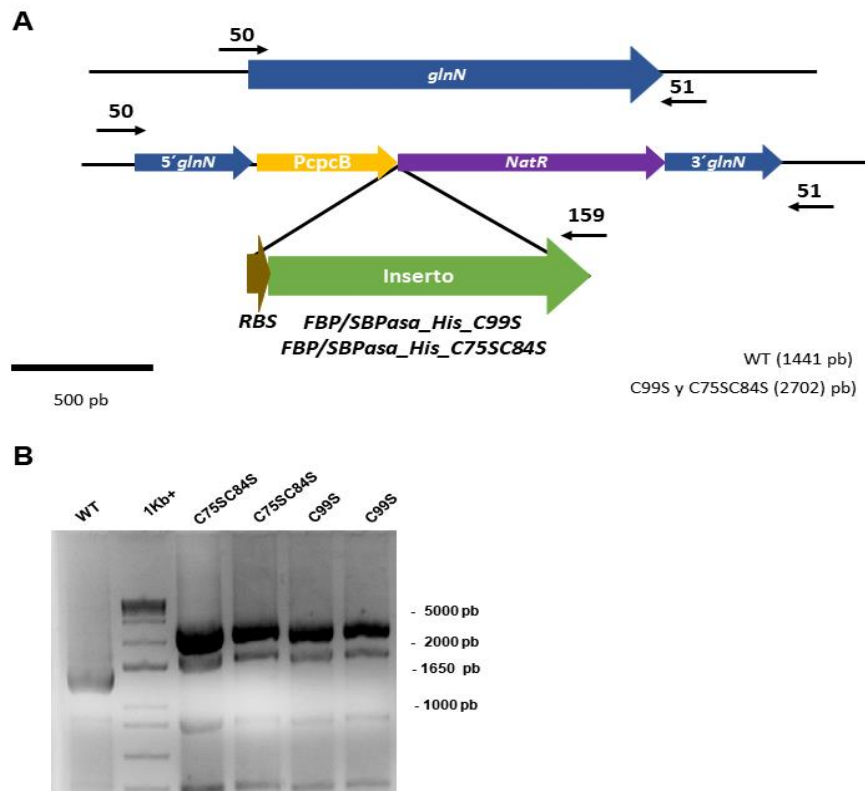 A
50
glnN
51
50
5´glnN
PcpcB
NatR
3´glnN
51
159
Inserto
RBS
FBP/SBPasa_His_C99S
FBP/SBPasa_His_C75SC84S
WT (1441 pb)
C99S y C75SC84S (2702) pb)
500 pb
B
WT
1Kb+
C75SC84S
C75SC84S
C99S
C99S
- 5000 pb
- 2000 pb
- 1650 pb
- 1000 pb